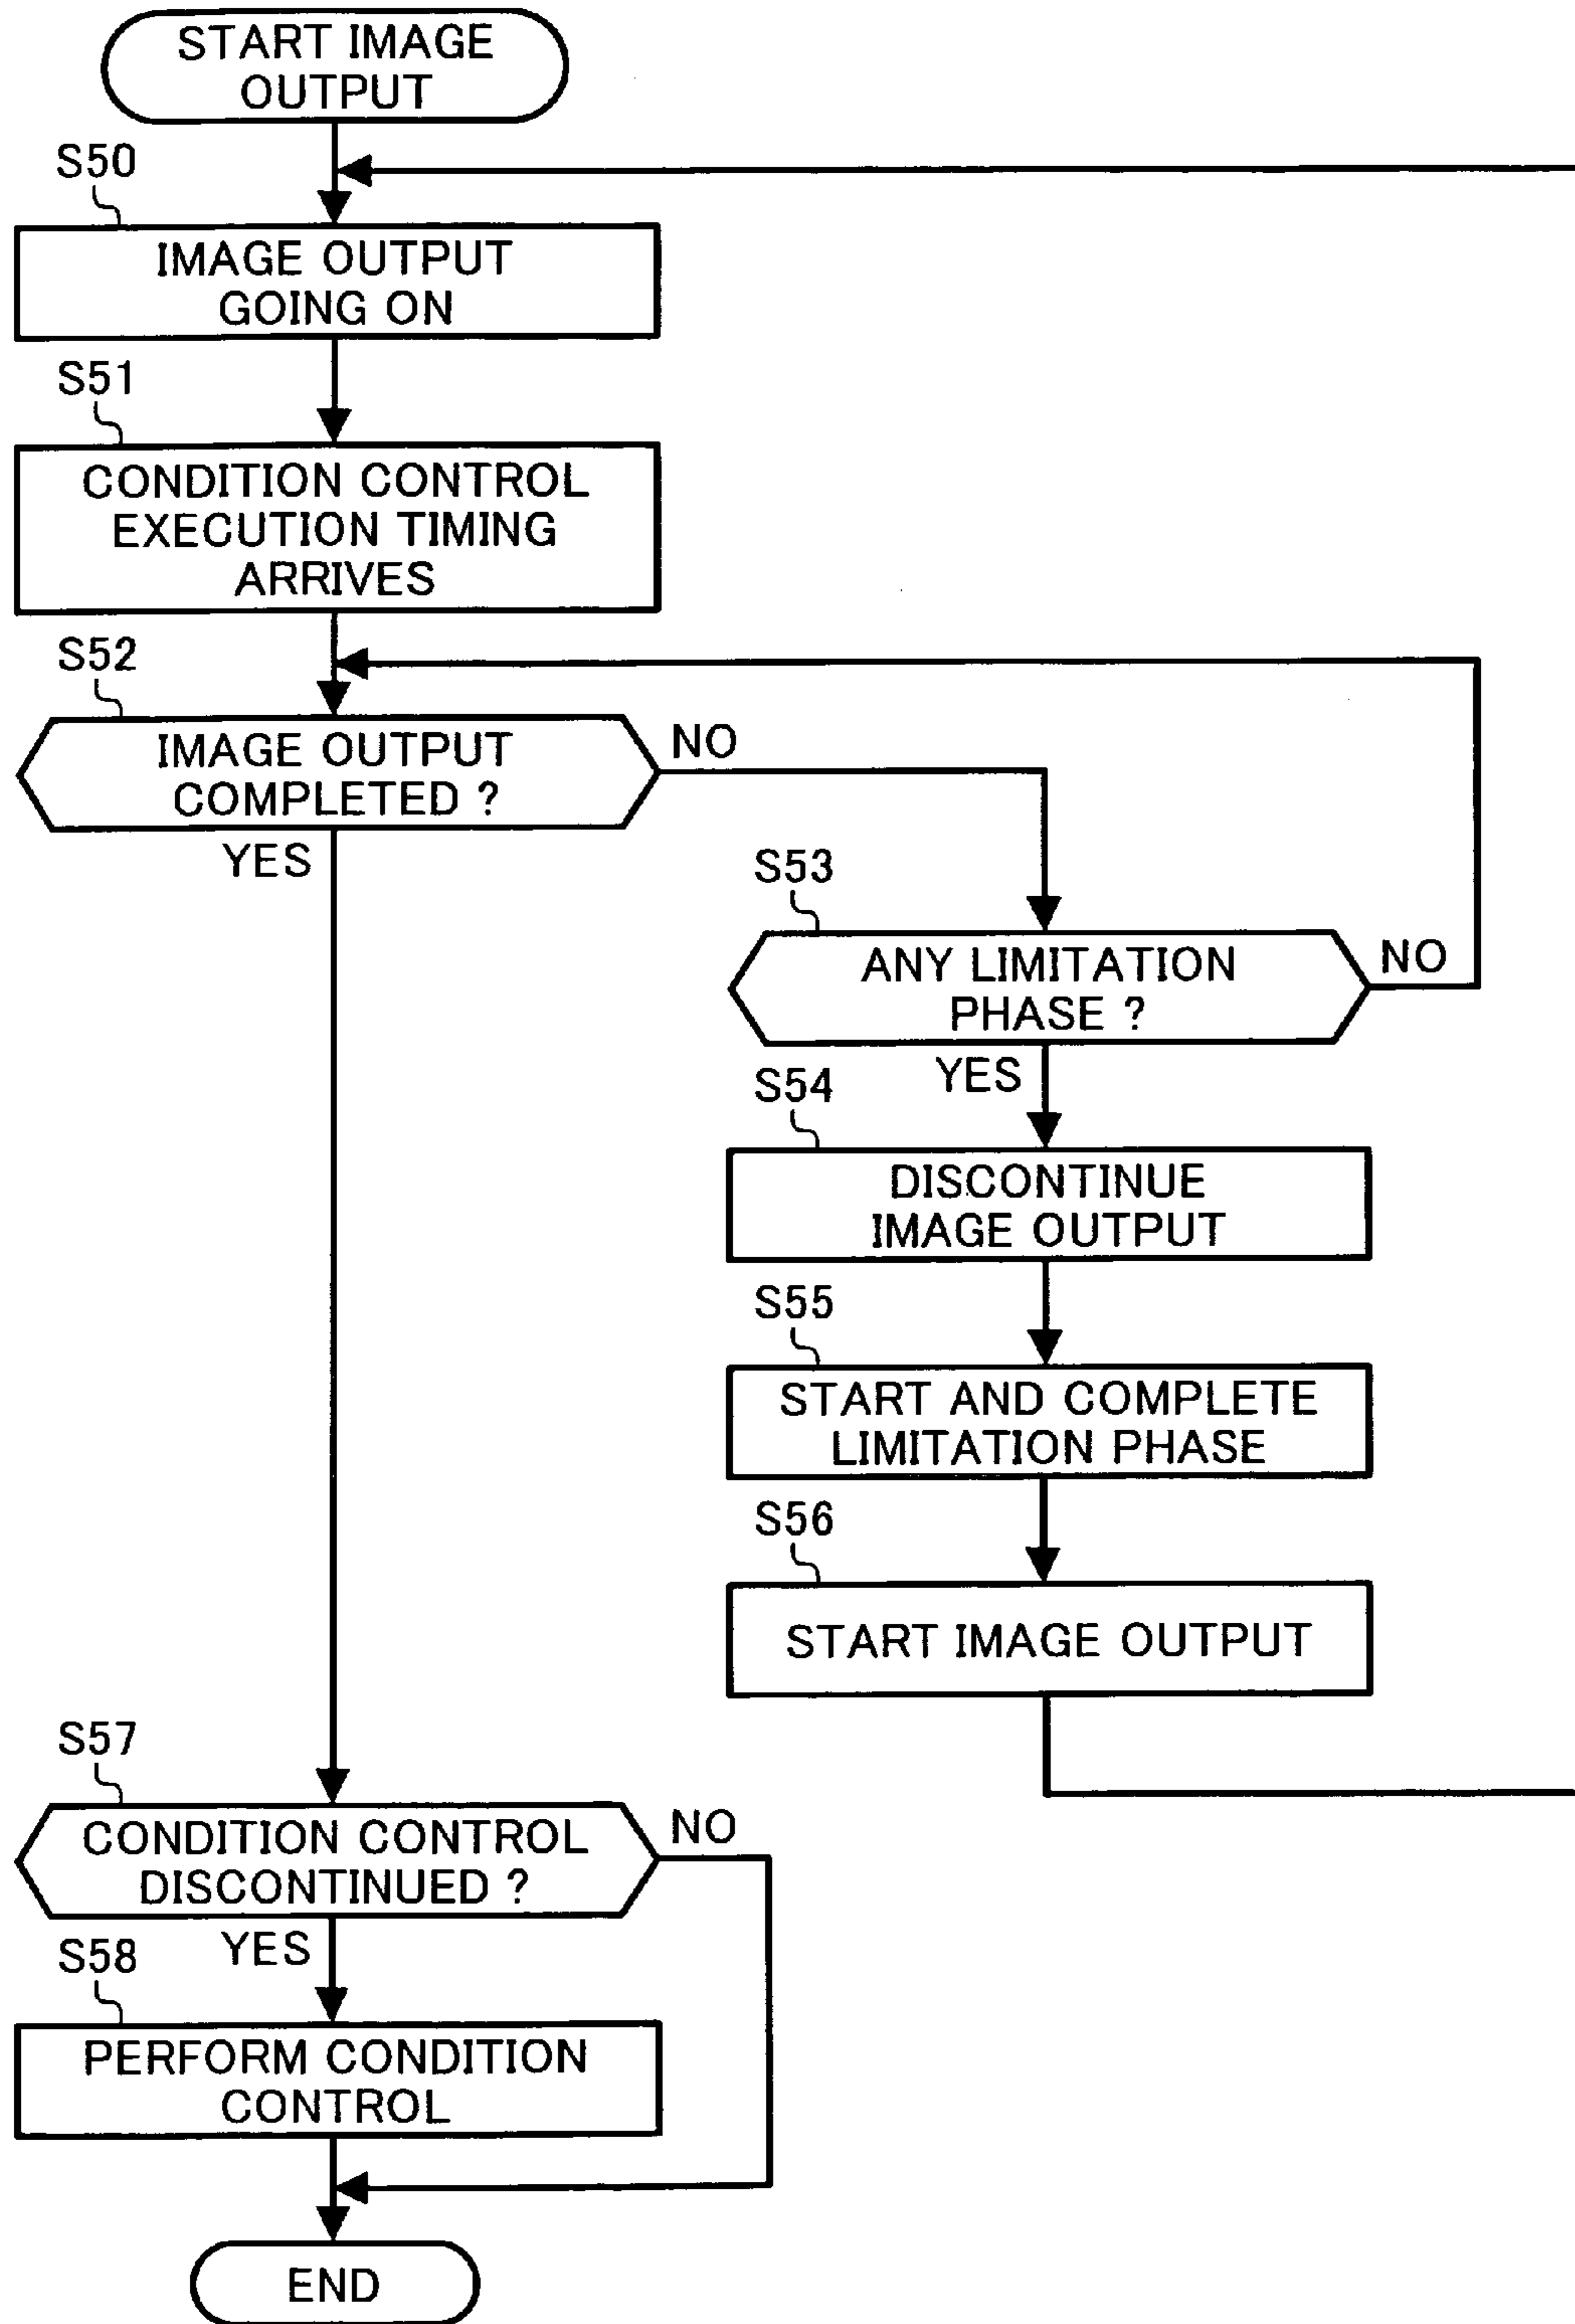 START IMAGE
OUTPUT
S50
IMAGE OUTPUT
GOING ON
S51
CONDITION CONTROL
EXECUTION TIMING
ARRIVES
S52
IMAGE OUTPUT
COMPLETED ?
NO
YES
S53
ANY LIMITATION
PHASE ?
NO
YES
S54
DISCONTINUE
IMAGE OUTPUT
S55
START AND COMPLETE
LIMITATION PHASE
S56
START IMAGE OUTPUT
S57
CONDITION CONTROL
DISCONTINUED ?
NO
YES
S58
PERFORM CONDITION
CONTROL
END